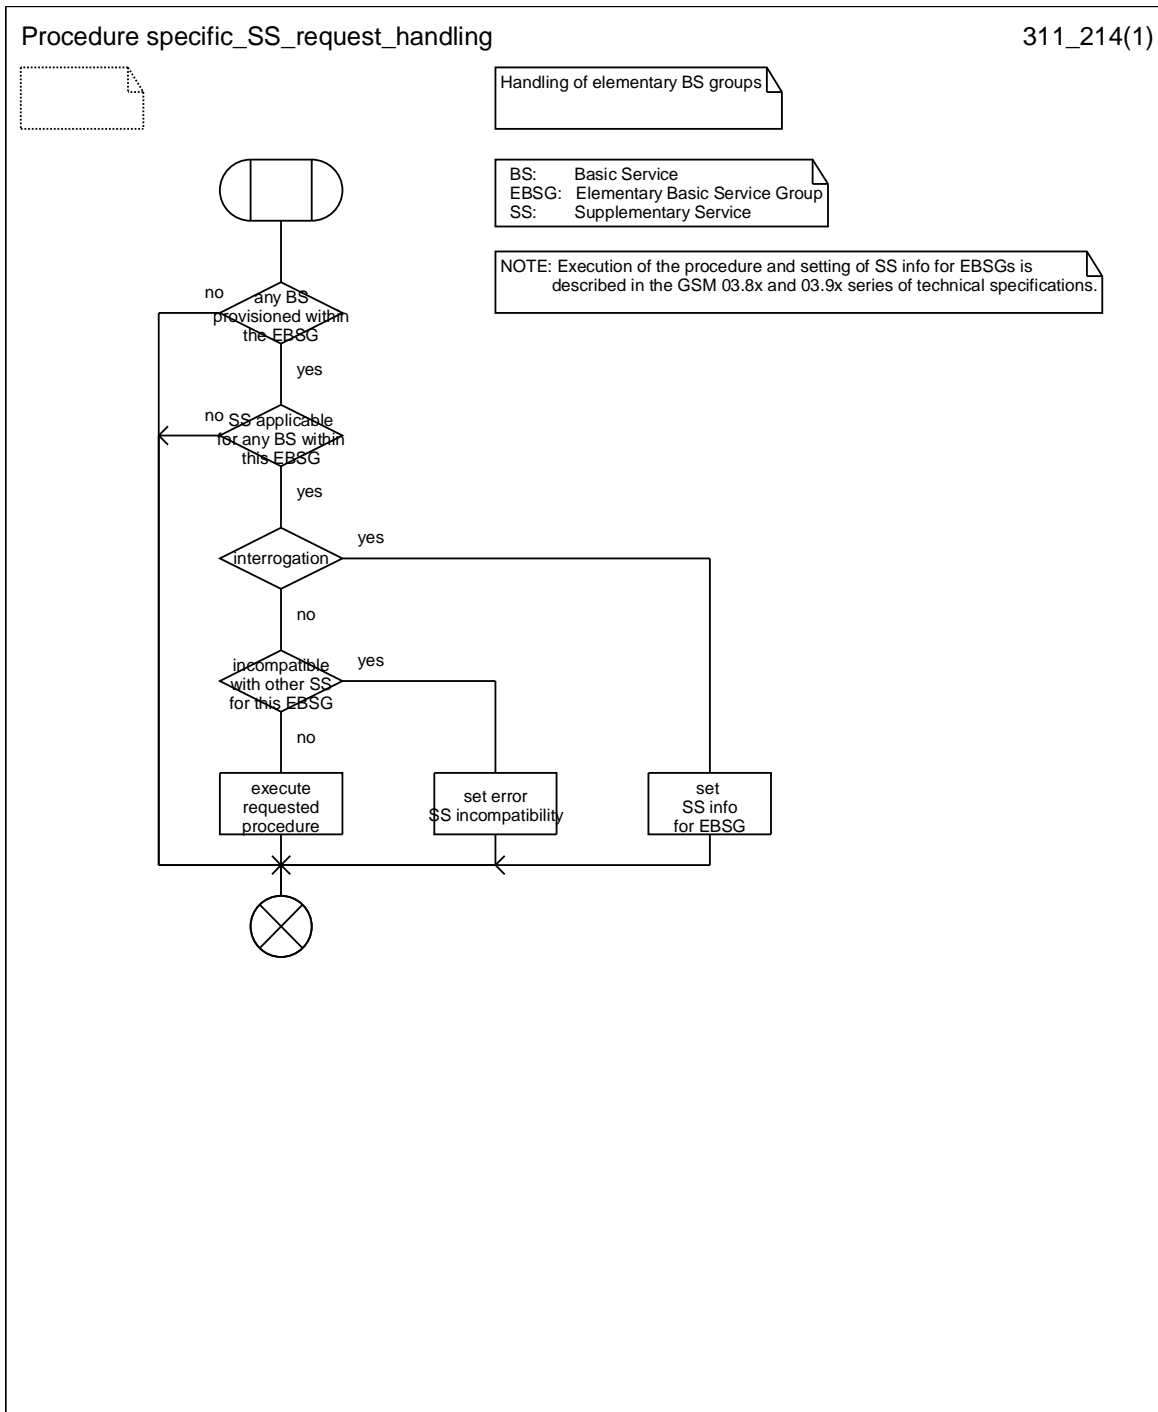 Procedure specific_SS_request_handling
311_214(1)
Handling of elementary BS groups
BS: Basic Service
EBSG: Elementary Basic Service Group
SS: Supplementary Service
NOTE: Execution of the procedure and setting of SS info for EBSGs is
described in the GSM 03.8x and 03.9x series of technical specifications.
no
any BS
provisioned within
the EBSG
yes
no
SS applicable
for any BS within
this EBSG
yes
interrogation
yes
no
incompatible
with other SS
for this EBSG
yes
no
execute
requested
procedure
set error
SS incompatibility
set
SS info
for EBSG